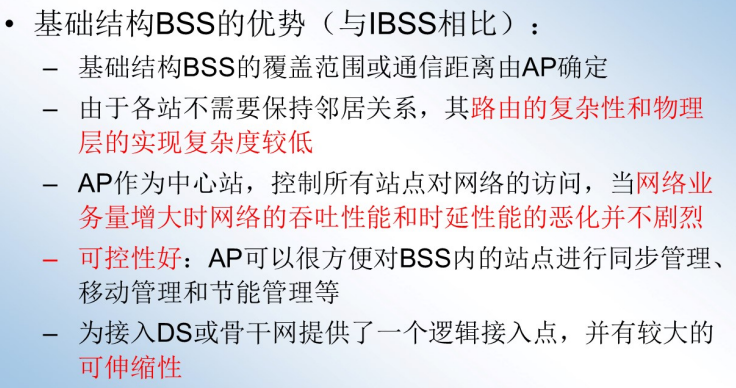 • 基础结构BSS的优势（与IBSS相比）：
– 基础结构BSS的覆盖范围或通信距离由AP确定
– 由于各站不需要保持邻居关系，其路由的复杂性和物理
层的实现复杂度较低
– AP作为中心站，控制所有站点对网络的访问，当网络业
务量增大时网络的吞吐性能和时延性能的恶化并不剧烈
– 可控性好：AP可以很方便对BSS内的站点进行同步管理、
移动管理和节能管理等
– 为接入DS或骨干网提供了一个逻辑接入点，并有较大的
可伸缩性